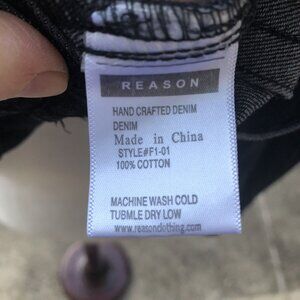 REASON
HAND CRAFTED DENIM
DENIM
Made in China
STYLE#F1-01
100% COTTON
MACHINE WASH COLD
TUBMLE DRY LOW
www.reasonclothing.com